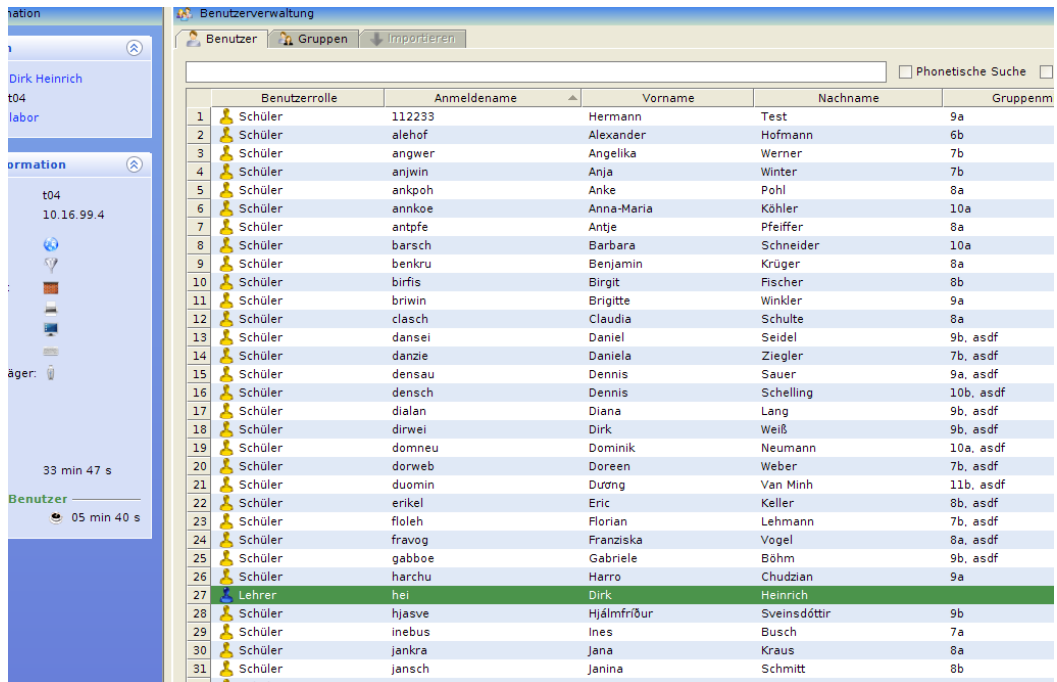 mation
n
Dirk Heinrich
t04
labor
ormation
t04
10.16.99.4
:
äger:
33 min 47 s
Benutzer
05 min 40 s
Benutzerverwaltung
Benutzer Gruppen Importieren
Phonetische Suche
Benutzerrolle Anmeldename Vorname Nachname Gruppenm
1 Schüler 112233 Hermann Test 9a
2 Schüler alehof Alexander Hofmann 6b
3 Schüler angwer Angelika Werner 7b
4 Schüler anjwin Anja Winter 7b
5 Schüler ankpoh Anke Pohl 8a
6 Schüler annkoe Anna-Maria Köhler 10a
7 Schüler antpfe Antje Pfeiffer 8a
8 Schüler barsch Barbara Schneider 10a
9 Schüler benkru Benjamin Krüger 8a
10 Schüler birfis Birgit Fischer 8b
11 Schüler briwin Brigitte Winkler 9a
12 Schüler clasch Claudia Schulte 8a
13 Schüler dansei Daniel Seidel 9b, asdf
14 Schüler danzie Daniela Ziegler 7b, asdf
15 Schüler densau Dennis Sauer 9a, asdf
16 Schüler densch Dennis Schelling 10b, asdf
17 Schüler dialan Diana Lang 9b, asdf
18 Schüler dirwei Dirk Weiß 9b, asdf
19 Schüler domneu Dominik Neumann 10a, asdf
20 Schüler dorweb Doreen Weber 7b, asdf
21 Schüler duomin Dương Van Minh 11b, asdf
22 Schüler erikel Eric Keller 8b, asdf
23 Schüler floleh Florian Lehmann 7b, asdf
24 Schüler fravog Franziska Vogel 8a, asdf
25 Schüler gabboe Gabriele Böhm 9b, asdf
26 Schüler harchu Harro Chudzian 9a
27 Lehrer hei Dirk Heinrich
28 Schüler hjasve Hjálmfríður Sveinsdóttir 9b
29 Schüler inebus Ines Busch 7a
30 Schüler jankra Jana Kraus 8a
31 Schüler jansch Janina Schmitt 8b